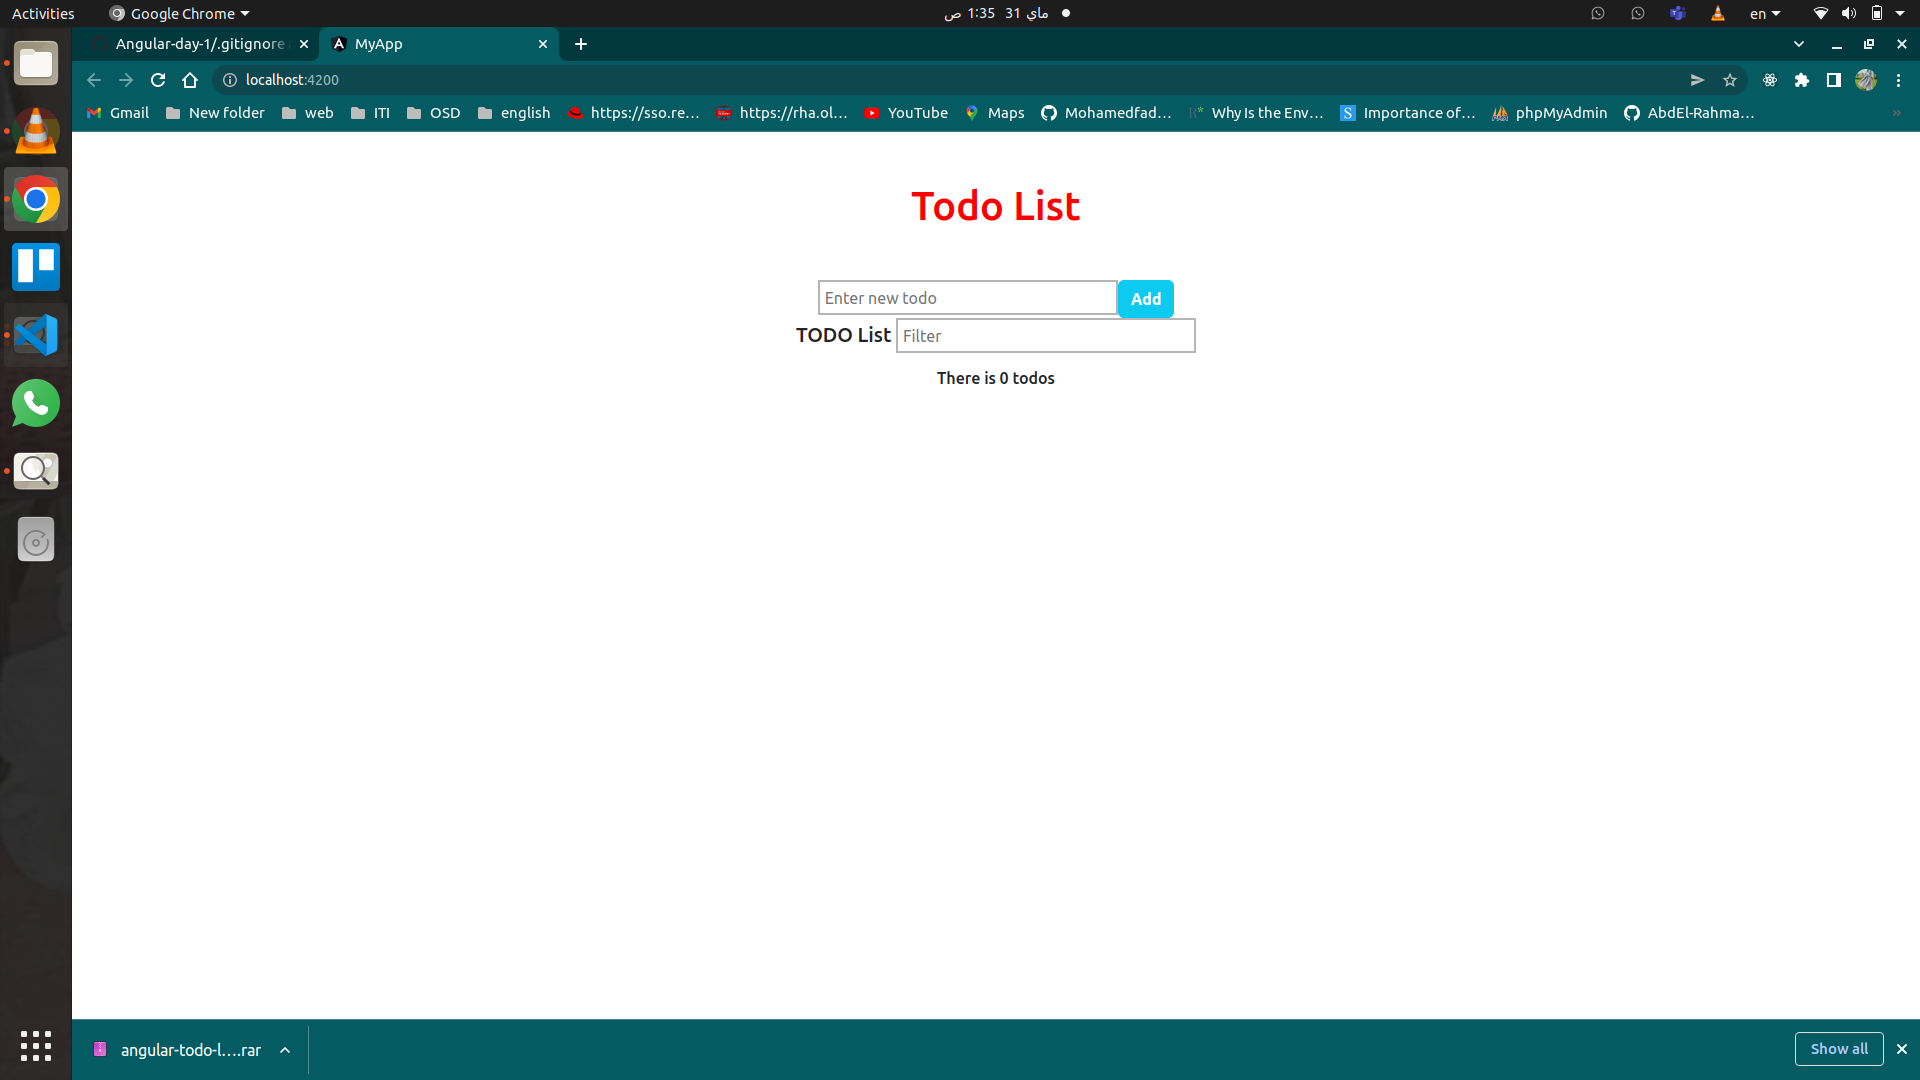 Activities
Google Chrome
ماي 31 1:35 ص
en
Angular-day-1/.gitignore
MyApp
localhost:4200
Gmail
New folder
web
ITI
OSD
english
https://sso.re…
https://rha.ol…
YouTube
Maps
Mohamedfad…
Why Is the Env…
Importance of…
phpMyAdmin
AbdEl-Rahma…
Todo List
Enter new todo
Add
TODO List
Filter
There is 0 todos
angular-todo-l….rar
Show all